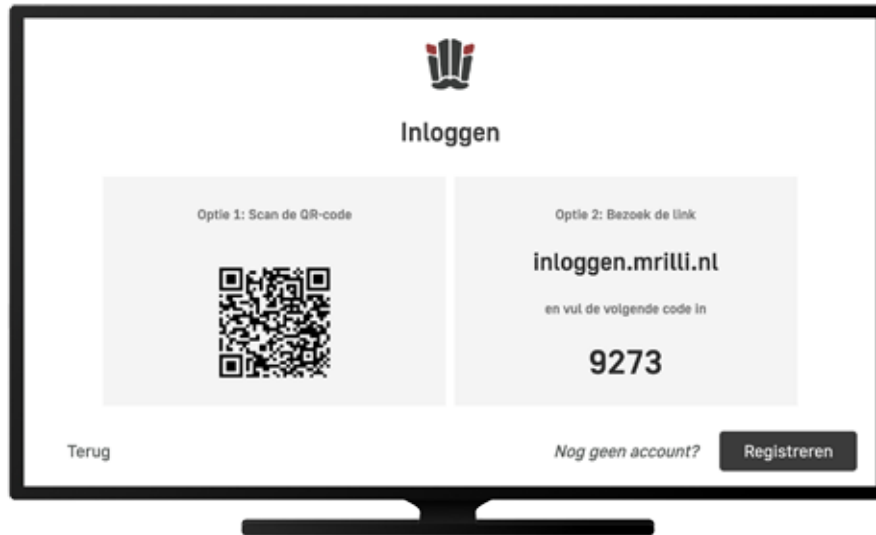 Inloggen
Optie 1: Scan de QR-code
Optie 2: Bezoek de link
inloggen.mrilli.nl
en vul de volgende code in
9273
Terug
Nog geen account?
Registreren